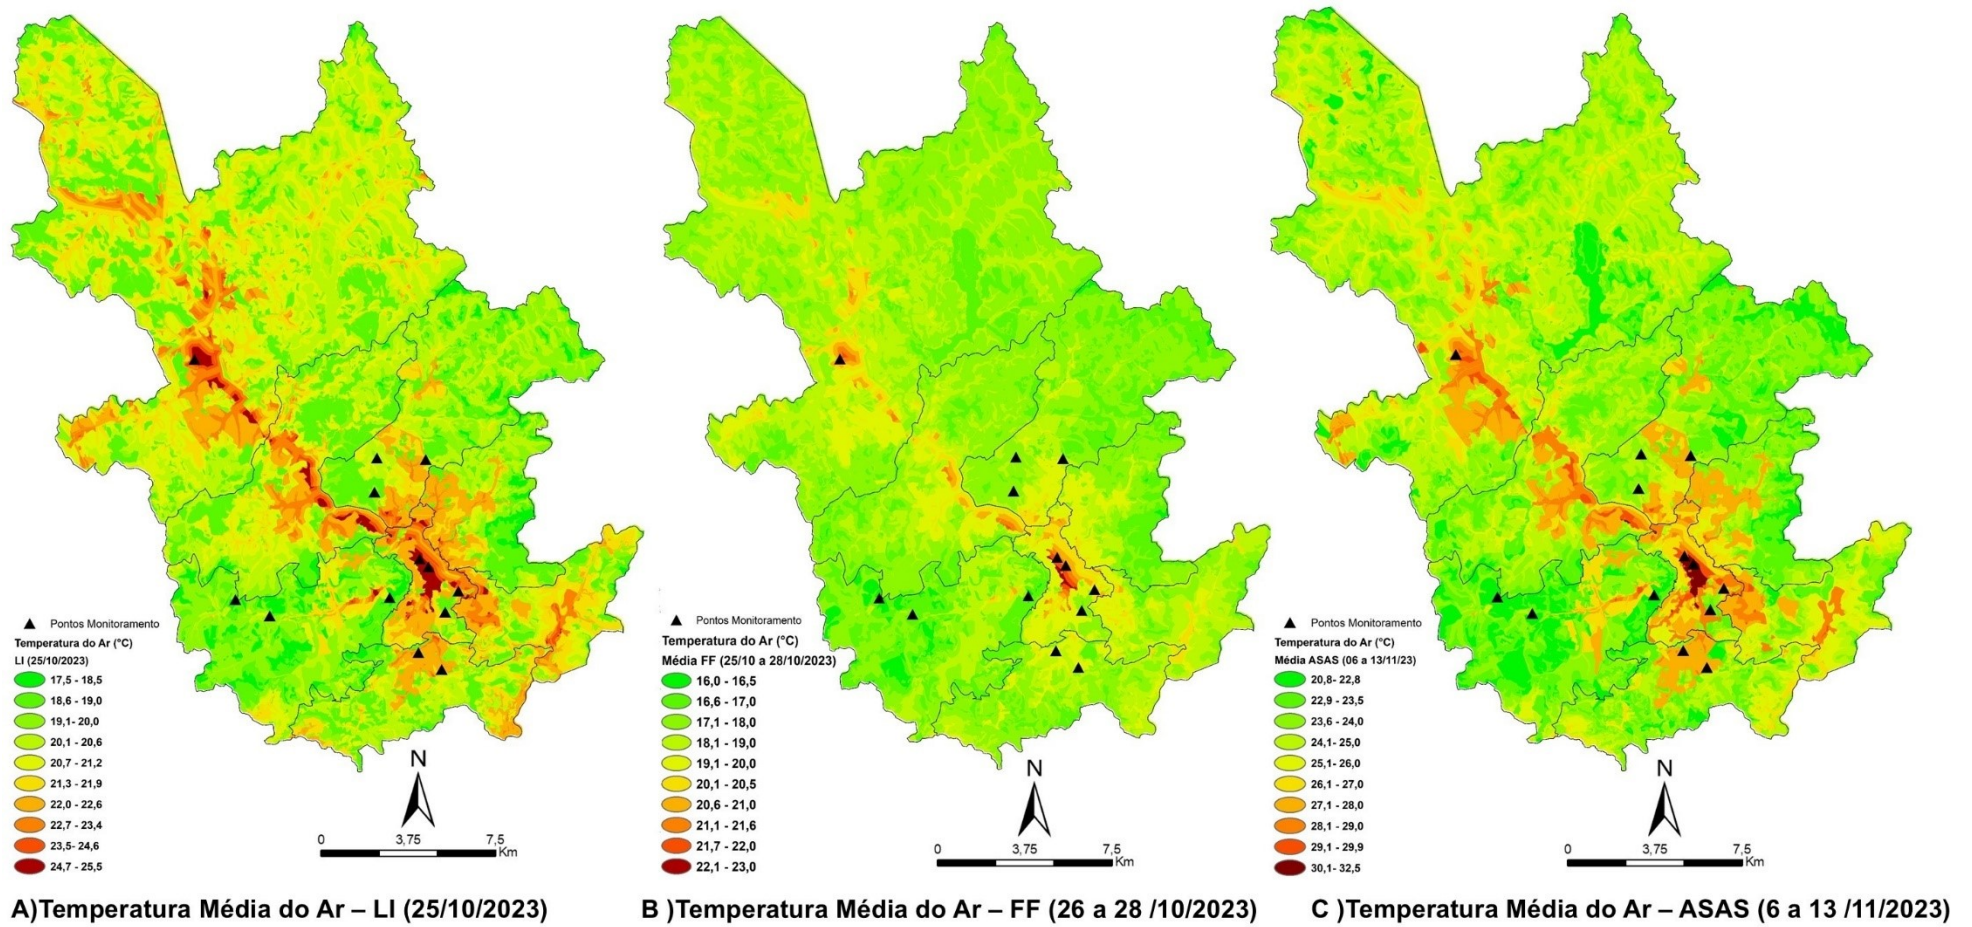 Pontos Monitoramento
Temperatura do Ar (°C)
LI (25/10/2023)
17,5 - 18,5
18,6 - 19,0
19,1- 20,0
20,1 - 20,6
20,7 - 21,2
21,3 - 21,9
22,0 - 22,6
22,7 - 23,4
23,5- 24,6
24,7 - 25,5
N
0 3,75 7,5
Km
A)Temperatura Média do Ar – LI (25/10/2023)
Pontos Monitoramento
Temperatura do Ar (°C)
Média FF (25/10 a 28/10/2023)
16,0 - 16,5
16,6 - 17,0
17,1 - 18,0
18,1 - 19,0
19,1 - 20,0
20,1 - 20,5
20,6 - 21,0
21,1 - 21,6
21,7 - 22,0
22,1 - 23,0
N
0 3,75 7,5
Km
B )Temperatura Média do Ar – FF (26 a 28 /10/2023)
Pontos Monitoramento
Temperatura do Ar (°C)
Média ASAS (06 a 13/11/23)
20,8- 22,8
22,9 - 23,5
23,6 - 24,0
24,1- 25,0
25,1- 26,0
26,1 - 27,0
27,1 - 28,0
28,1 - 29,0
29,1 - 29,9
30,1- 32,5
N
0 3,75 7,5
Km
C )Temperatura Média do Ar – ASAS (6 a 13 /11/2023)